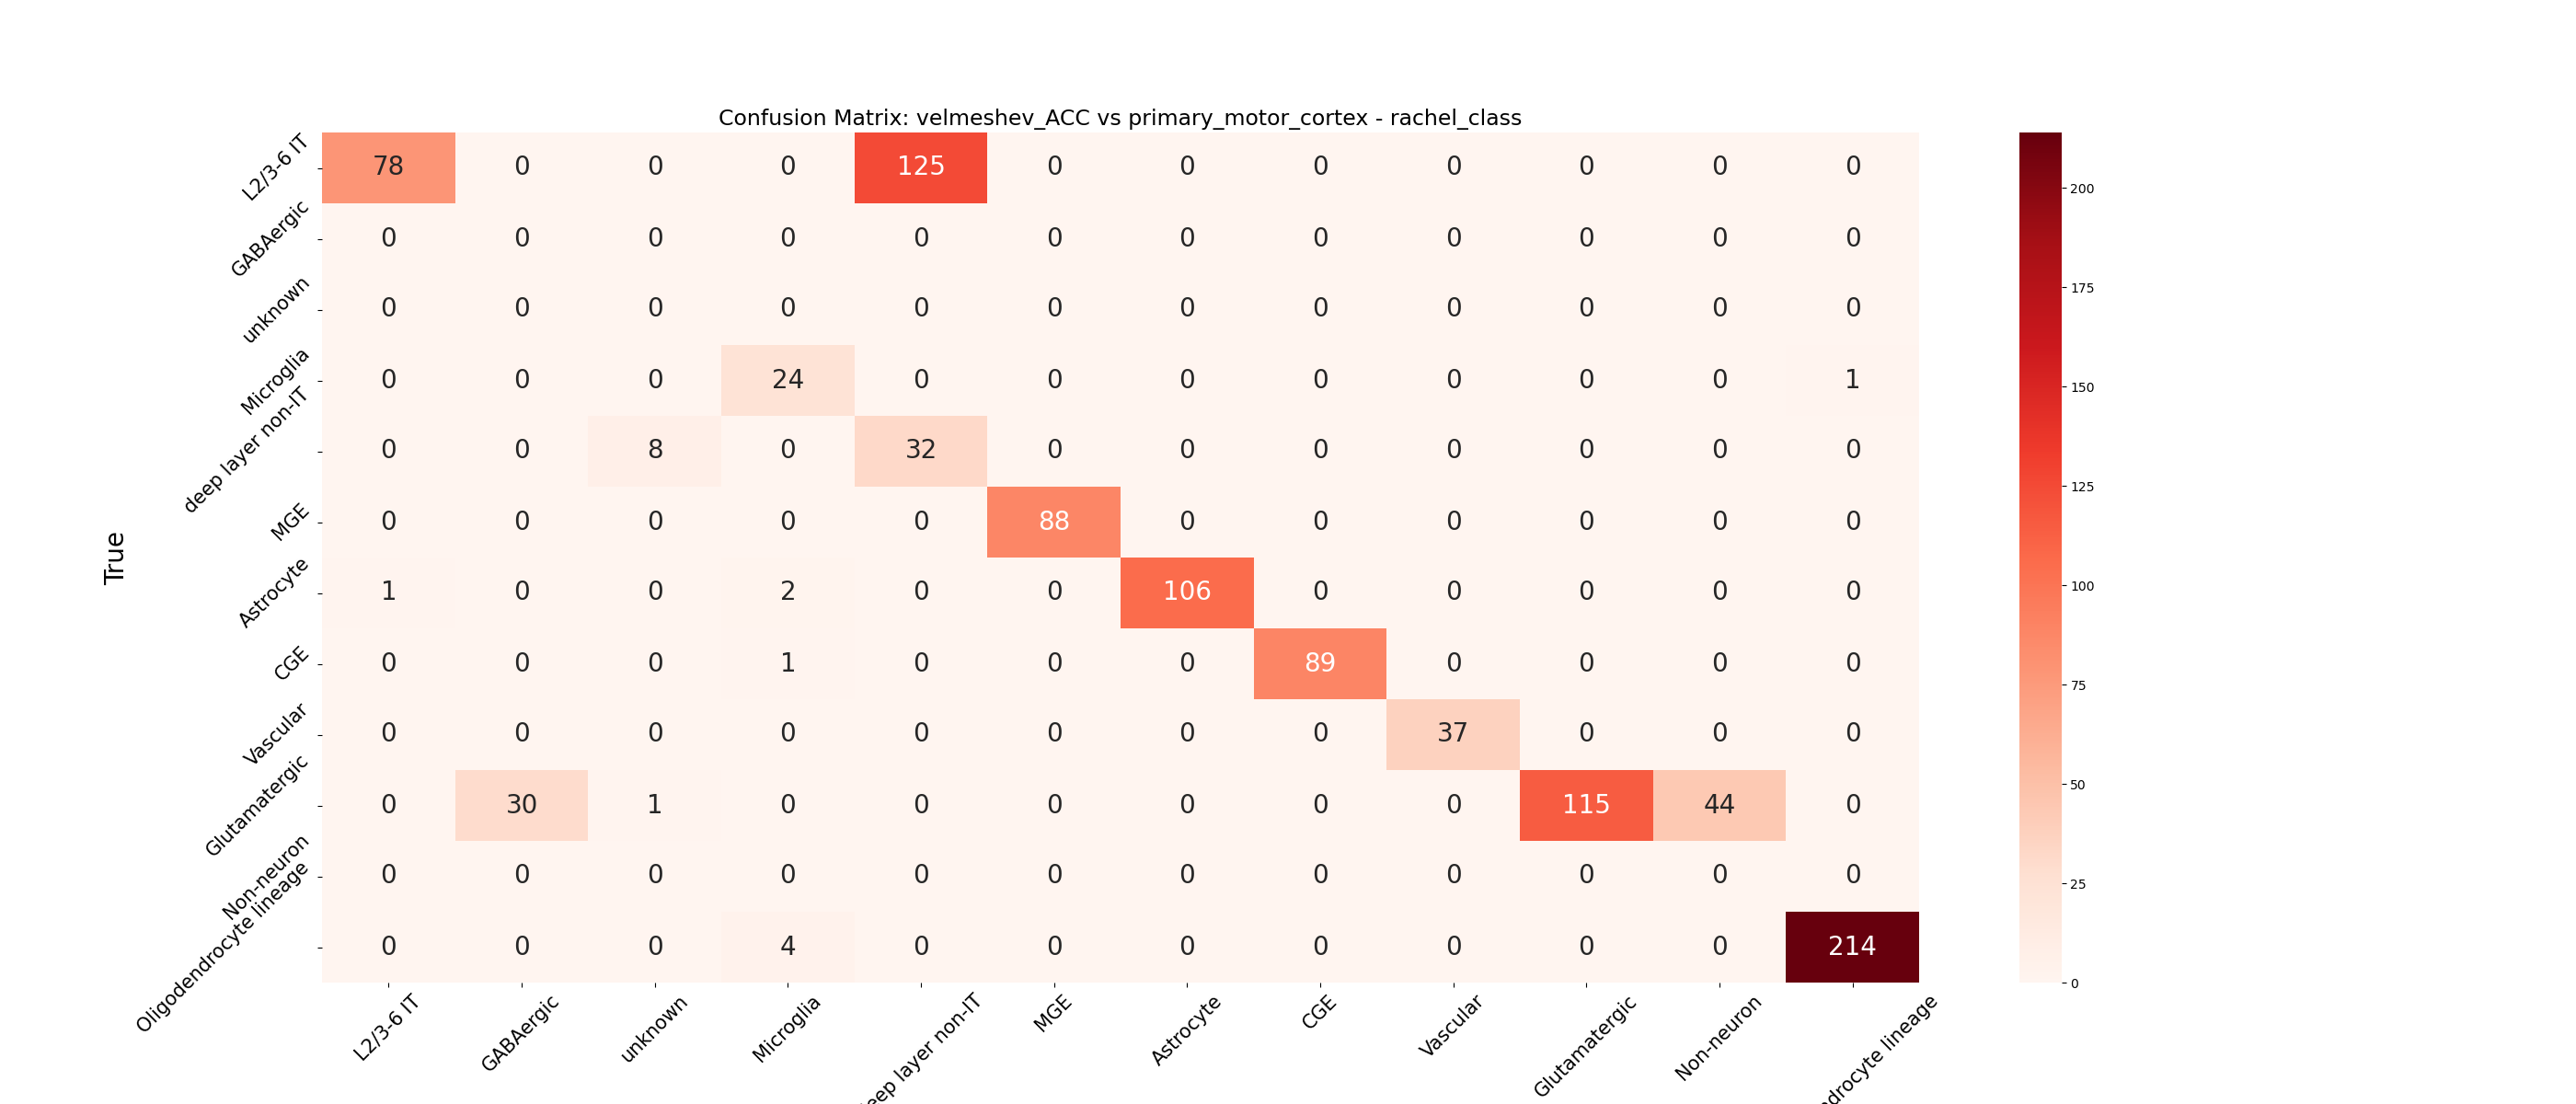 Confusion Matrix: velmeshev_ACC vs primary_motor_cortex - rachel_class
True
L2/3-6 IT 78 0 0 0 125 0 0 0 0 0 0 0
GABAergic 0 0 0 0 0 0 0 0 0 0 0 0
unknown 0 0 0 0 0 0 0 0 0 0 0 0
Microglia 0 0 0 24 0 0 0 0 0 0 0 1
deep layer non-IT 0 0 8 0 32 0 0 0 0 0 0 0
MGE 0 0 0 0 0 88 0 0 0 0 0 0
Astrocyte 1 0 0 2 0 0 106 0 0 0 0 0
CGE 0 0 0 1 0 0 0 89 0 0 0 0
Vascular 0 0 0 0 0 0 0 0 37 0 0 0
Glutamatergic 0 30 1 0 0 0 0 0 0 115 44 0
Non-neuron 0 0 0 0 0 0 0 0 0 0 0 0
Oligodendrocyte lineage 0 0 0 4 0 0 0 0 0 0 0 214
L2/3-6 IT GABAergic unknown Microglia layer non-IT MGE Astrocyte CGE Vascular Glutamatergic Non-neuron lineage
200
175
150
125
100
75
50
25
0